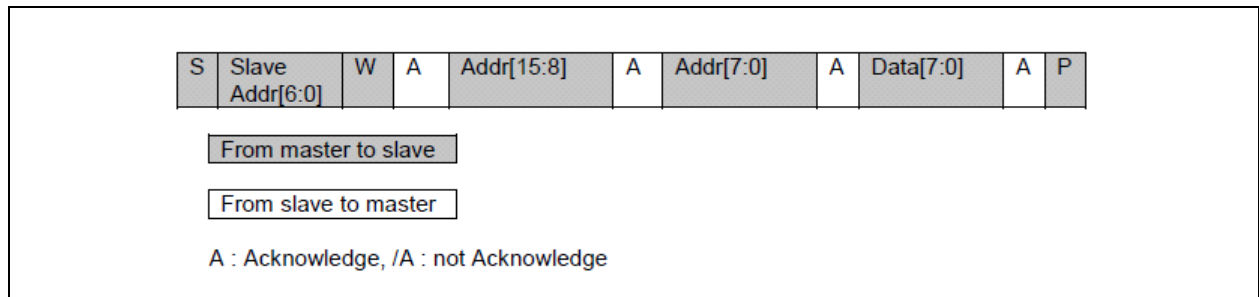 S Slave W A Addr[15:8] A Addr[7:0] A Data[7:0] A P
Addr[6:0]
From master to slave
From slave to master
A : Acknowledge, /A : not Acknowledge